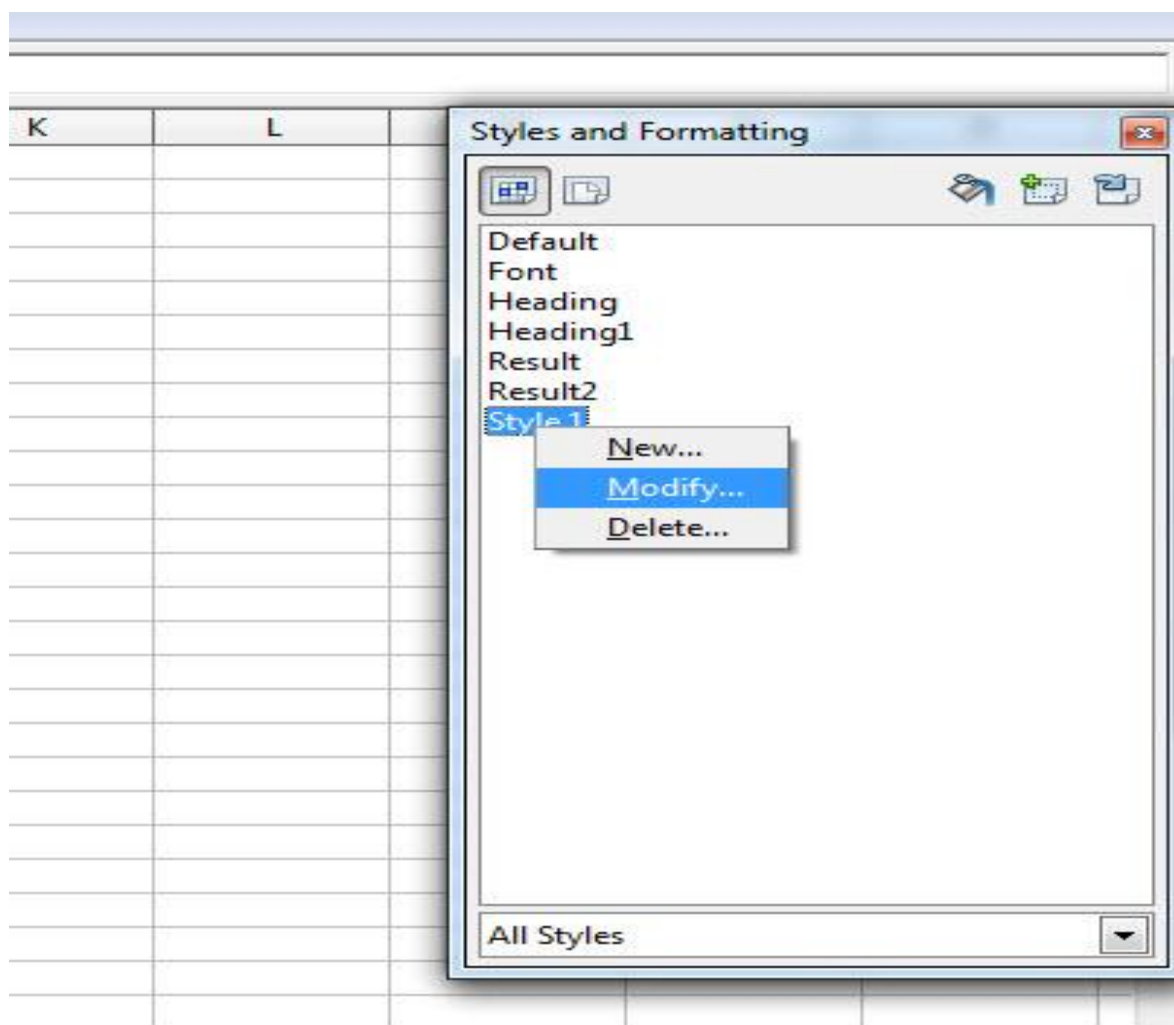 K L
Styles and Formatting
Default
Font
Heading
Heading1
Result
Result2
Style 1
New...
Modify...
Delete...
All Styles